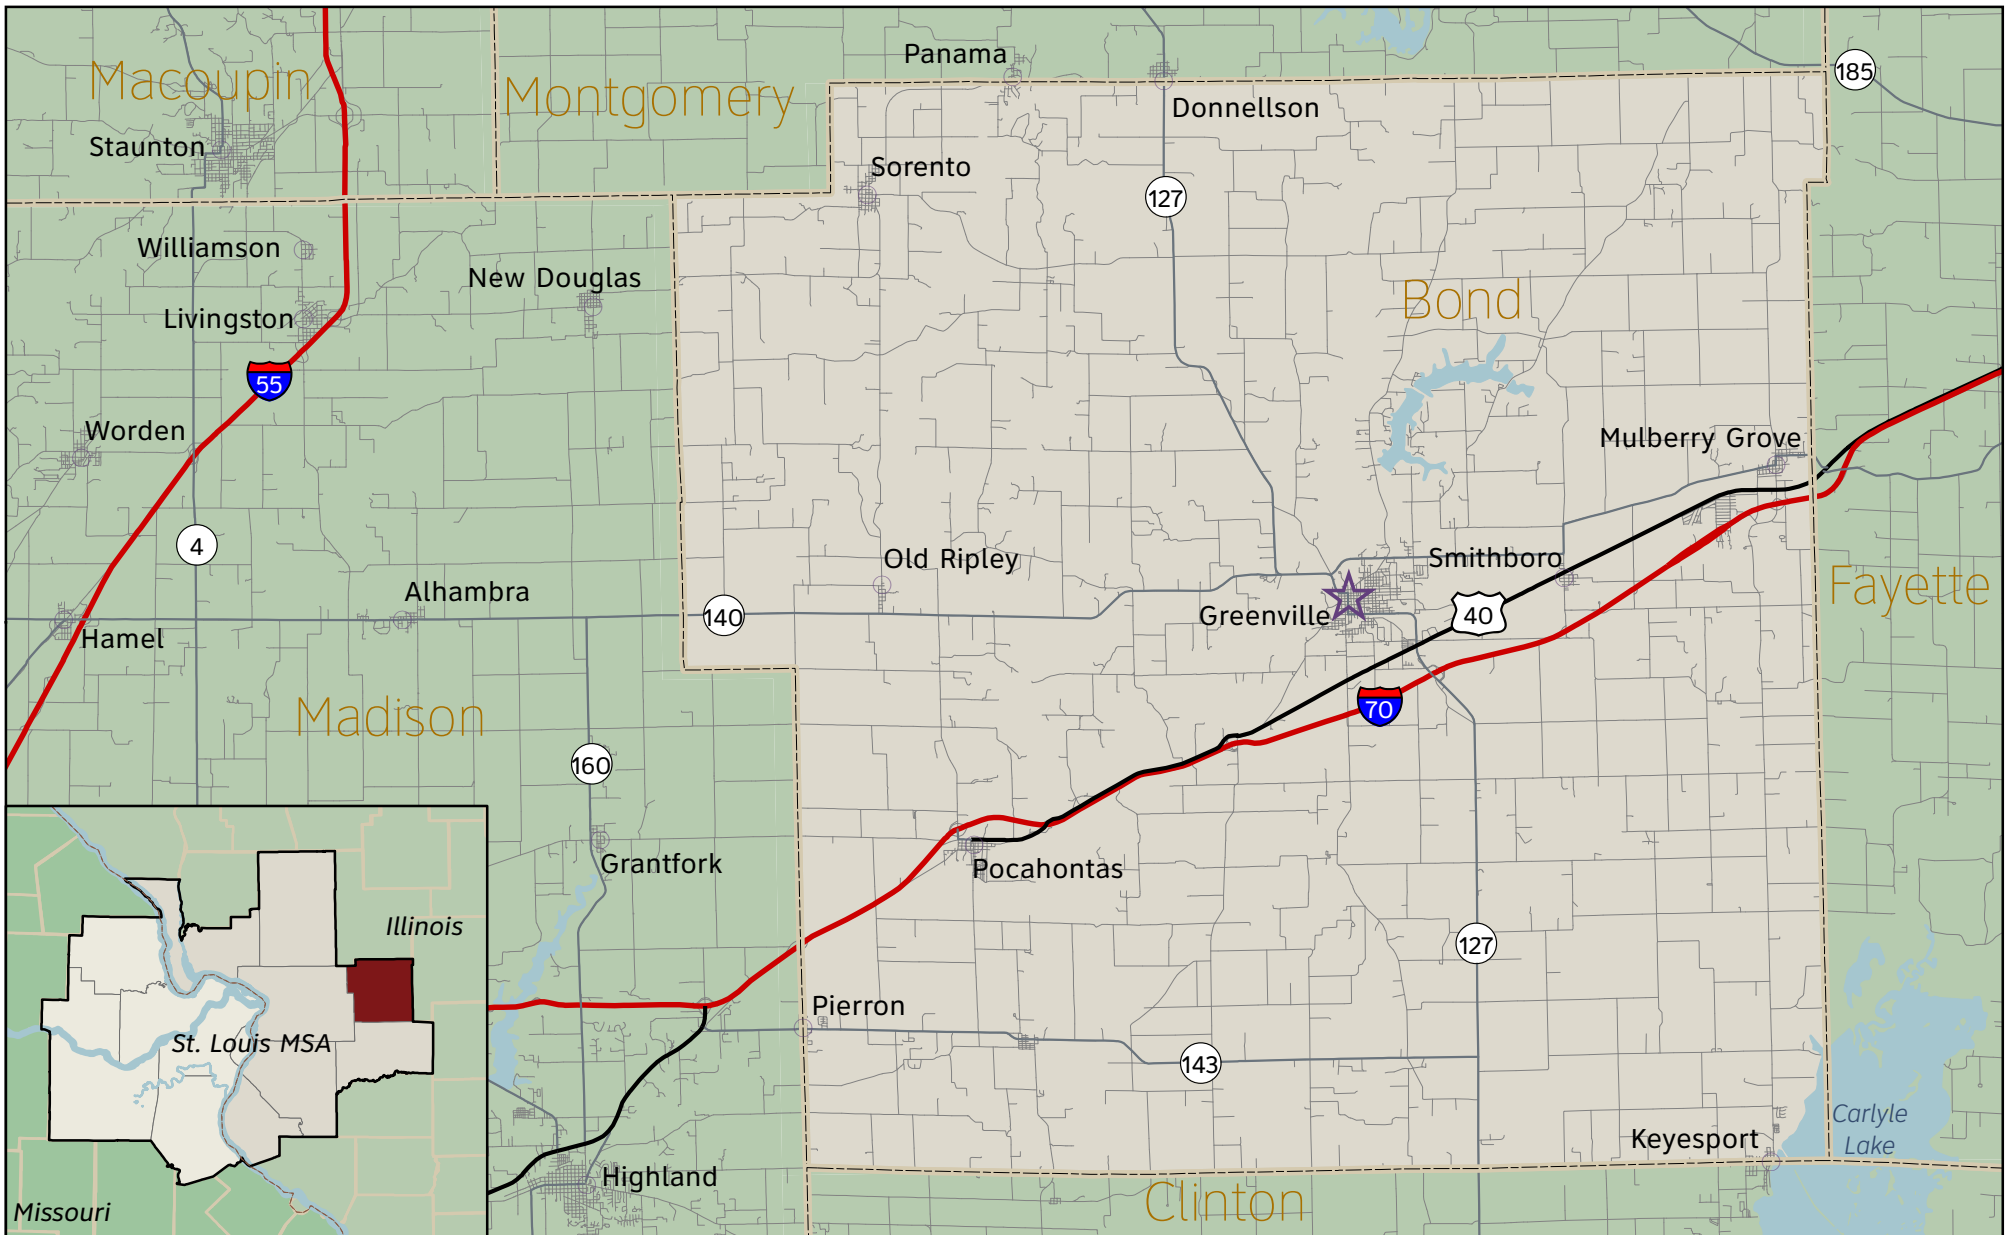 Panama
185
Macoupin
Montgomery
Donnellson
Staunton
Sorento
127
Williamson
New Douglas
Bond
Livingston
55
Worden
Mulberry Grove
4
Old Ripley
Smithboro
Alhambra
Fayette
140
Greenville
40
Hamel
Madison
70
160
Grantfork
Pocahontas
Illinois
127
Pierron
St. Louis MSA
143
Carlyle
Lake
Keyesport
Highland
Clinton
Missouri